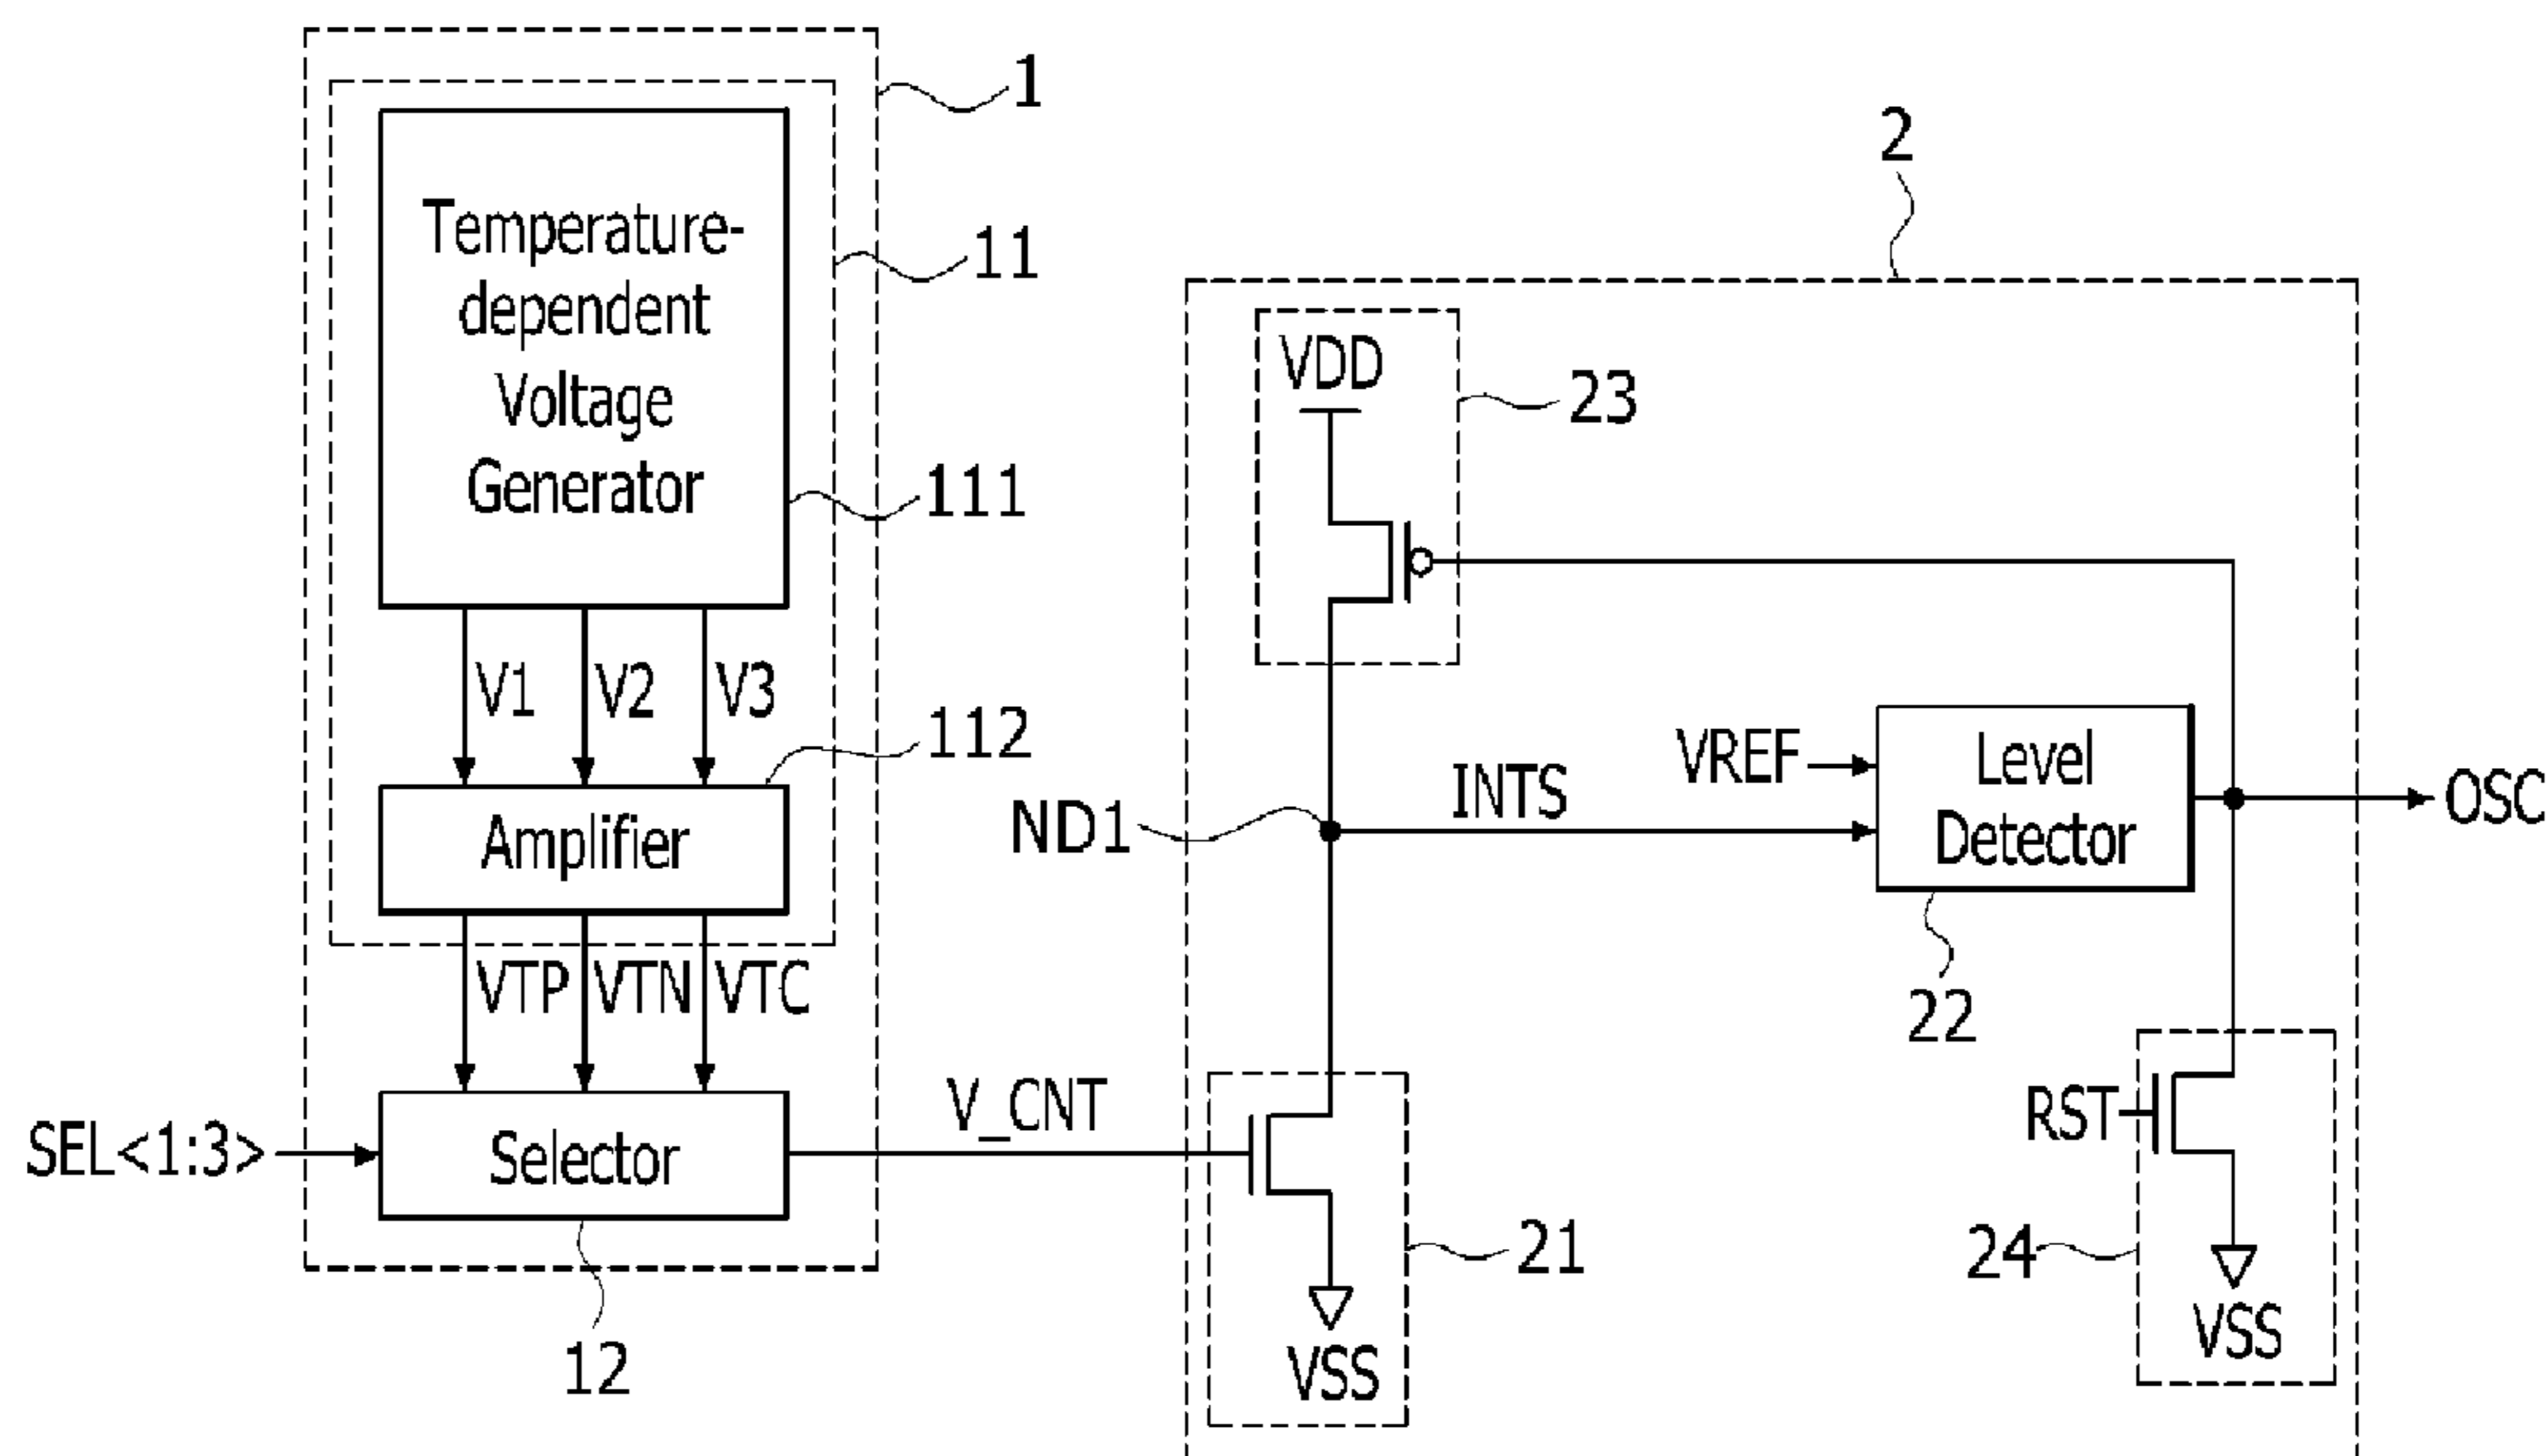 1
Temperature-
dependent
Voltage
Generator
11
111
V1 V2 V3
112
Amplifier
VTP VTN VTC
SEL<1:3>
Selector
12
V_CNT
2
VDD
23
ND1
INTS
VREF
Level
Detector
22
OSC
RST
24
VSS
21
VSS